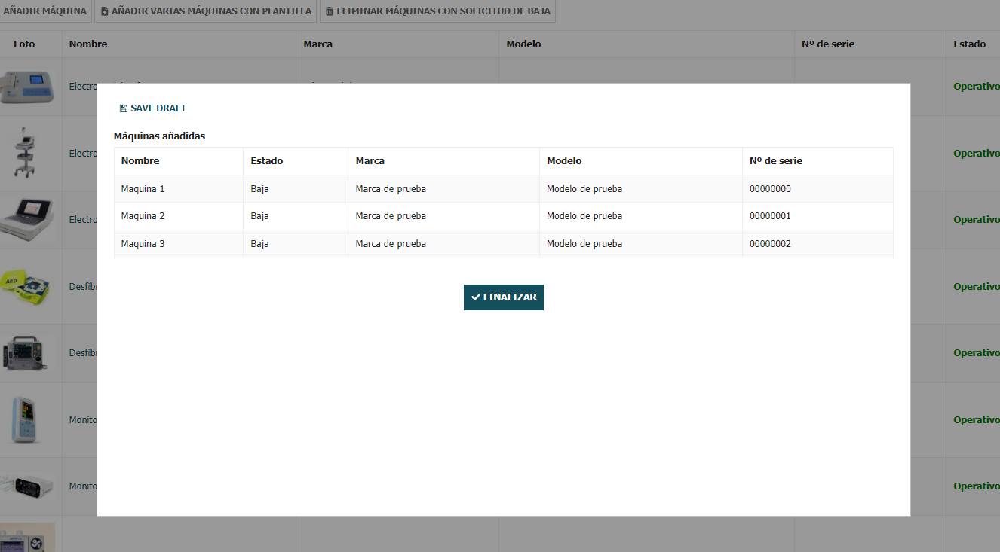 AÑADIR MÁQUINA AÑADIR VARIAS MÁQUINAS CON PLANTILLA ELIMINAR MÁQUINAS CON SOLICITUD DE BAJA
Foto Nombre Marca Modelo Nº de serie Estado
Operativo
SAVE DRAFT
Máquinas añadidas
Nombre Estado Marca Modelo Nº de serie
Maquina 1 Baja Marca de prueba Modelo de prueba 00000000
Maquina 2 Baja Marca de prueba Modelo de prueba 00000001
Maquina 3 Baja Marca de prueba Modelo de prueba 00000002
FINALIZAR
Electro Operativo
Electro Operativo
AED
Desfib Operativo
Desfib Operativo
Monito Operativo
Monito Operativo